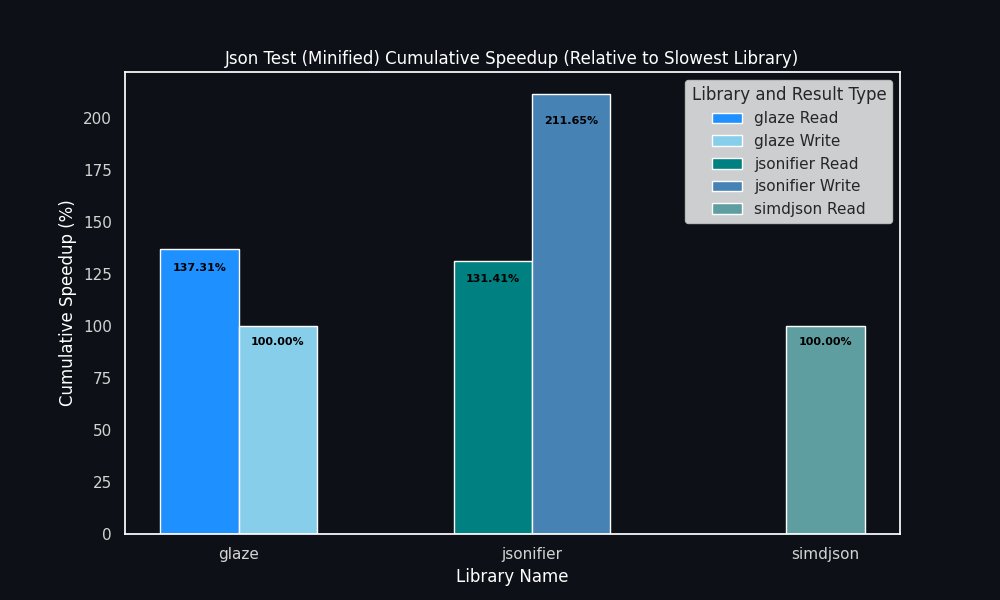 Json Test (Minified) Cumulative Speedup (Relative to Slowest Library)
Library and Result Type
glaze Read
glaze Write
jsonifier Read
jsonifier Write
simdjson Read
Cumulative Speedup (%)
200
175
150
125
100
75
50
25
0
137.31%
100.00%
131.41%
211.65%
100.00%
glaze
jsonifier
simdjson
Library Name